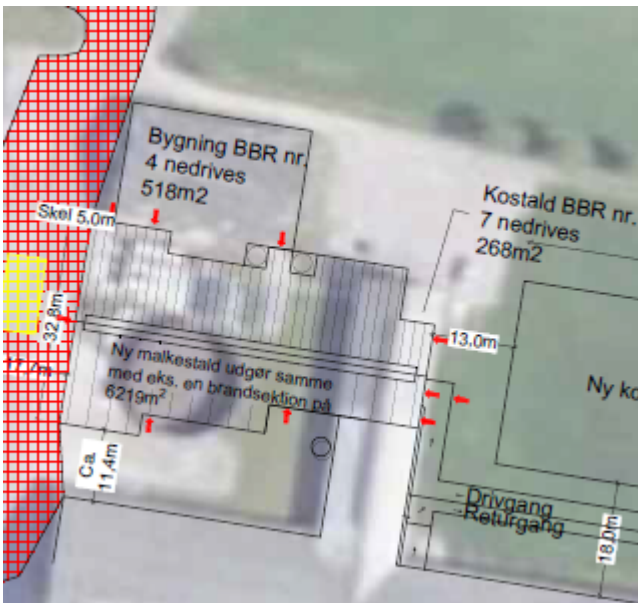 Bygning BBR nr.
4 nedrives
518m2
Skel 5.0m
Kostald BBR nr.
7 nedrives
268m2
32,8m
13,0m
Ny malkestald udgør samme
med eks. en brandsektion på
6219m²
Ny ko
Ca.
11,4m
Drivgang
Returgang
18,0m